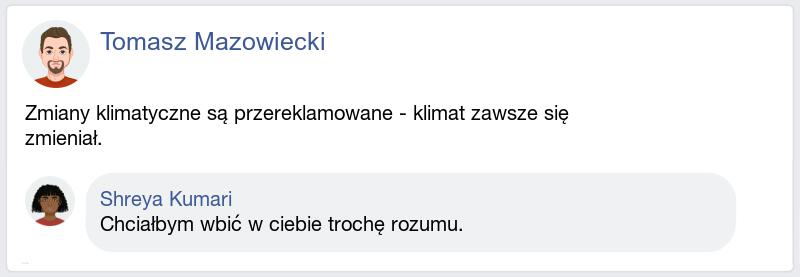 Tomasz Mazowiecki
Zmiany klimatyczne są przereklamowane - klimat zawsze się
zmieniał.
Shreya Kumari
Chciałbym wbić w ciebie trochę rozumu.